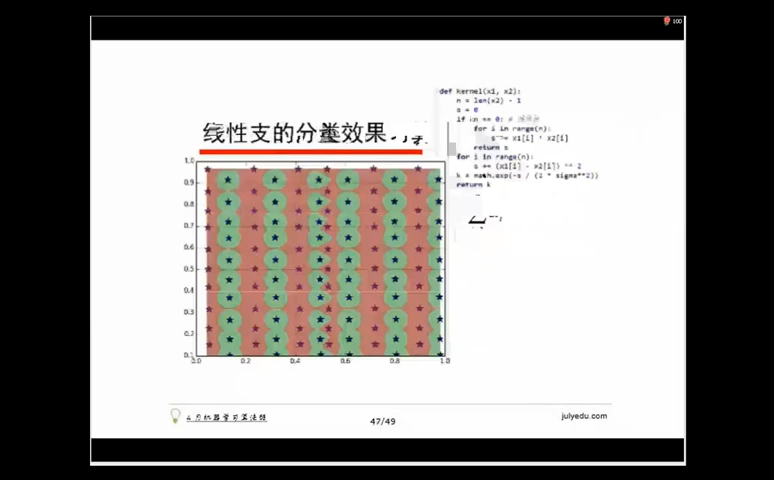 100
def kernel(x1, x2):
n = len(x2) - 1
s = 0
for i in range(n):
return s
for i in range(n):
s += (x1[i] - x2[i]) ** 2
k = math.exp(-s / (2 * sigma**2))
return k
线性支的分类效果
1.0
0.9
0.8
0.7
0.6
0.5
0.4
0.3
0.2
0.1
0.0 0.2 0.4 0.6 0.8 1.0
47/49
julyedu.com